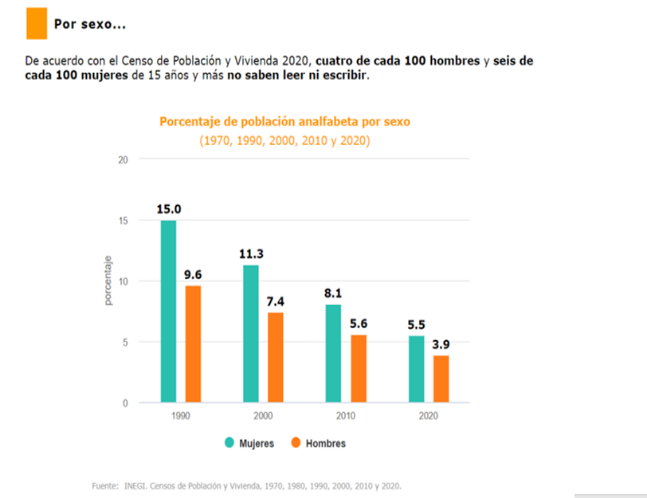 Por sexo...
De acuerdo con el Censo de Población y Vivienda 2020, cuatro de cada 100 hombres y seis de
cada 100 mujeres de 15 años y más no saben leer ni escribir.
Porcentaje de población analfabeta por sexo
(1970, 1990, 2000, 2010 y 2020)
porcentaje
20
15
10
5
0
15.0
9.6
11.3
7.4
8.1
5.6
5.5
3.9
1990
2000
2010
2020
Mujeres
Hombres
Fuente: INEGI. Censos de Población y Vivienda, 1970, 1980, 1990, 2000, 2010 y 2020.